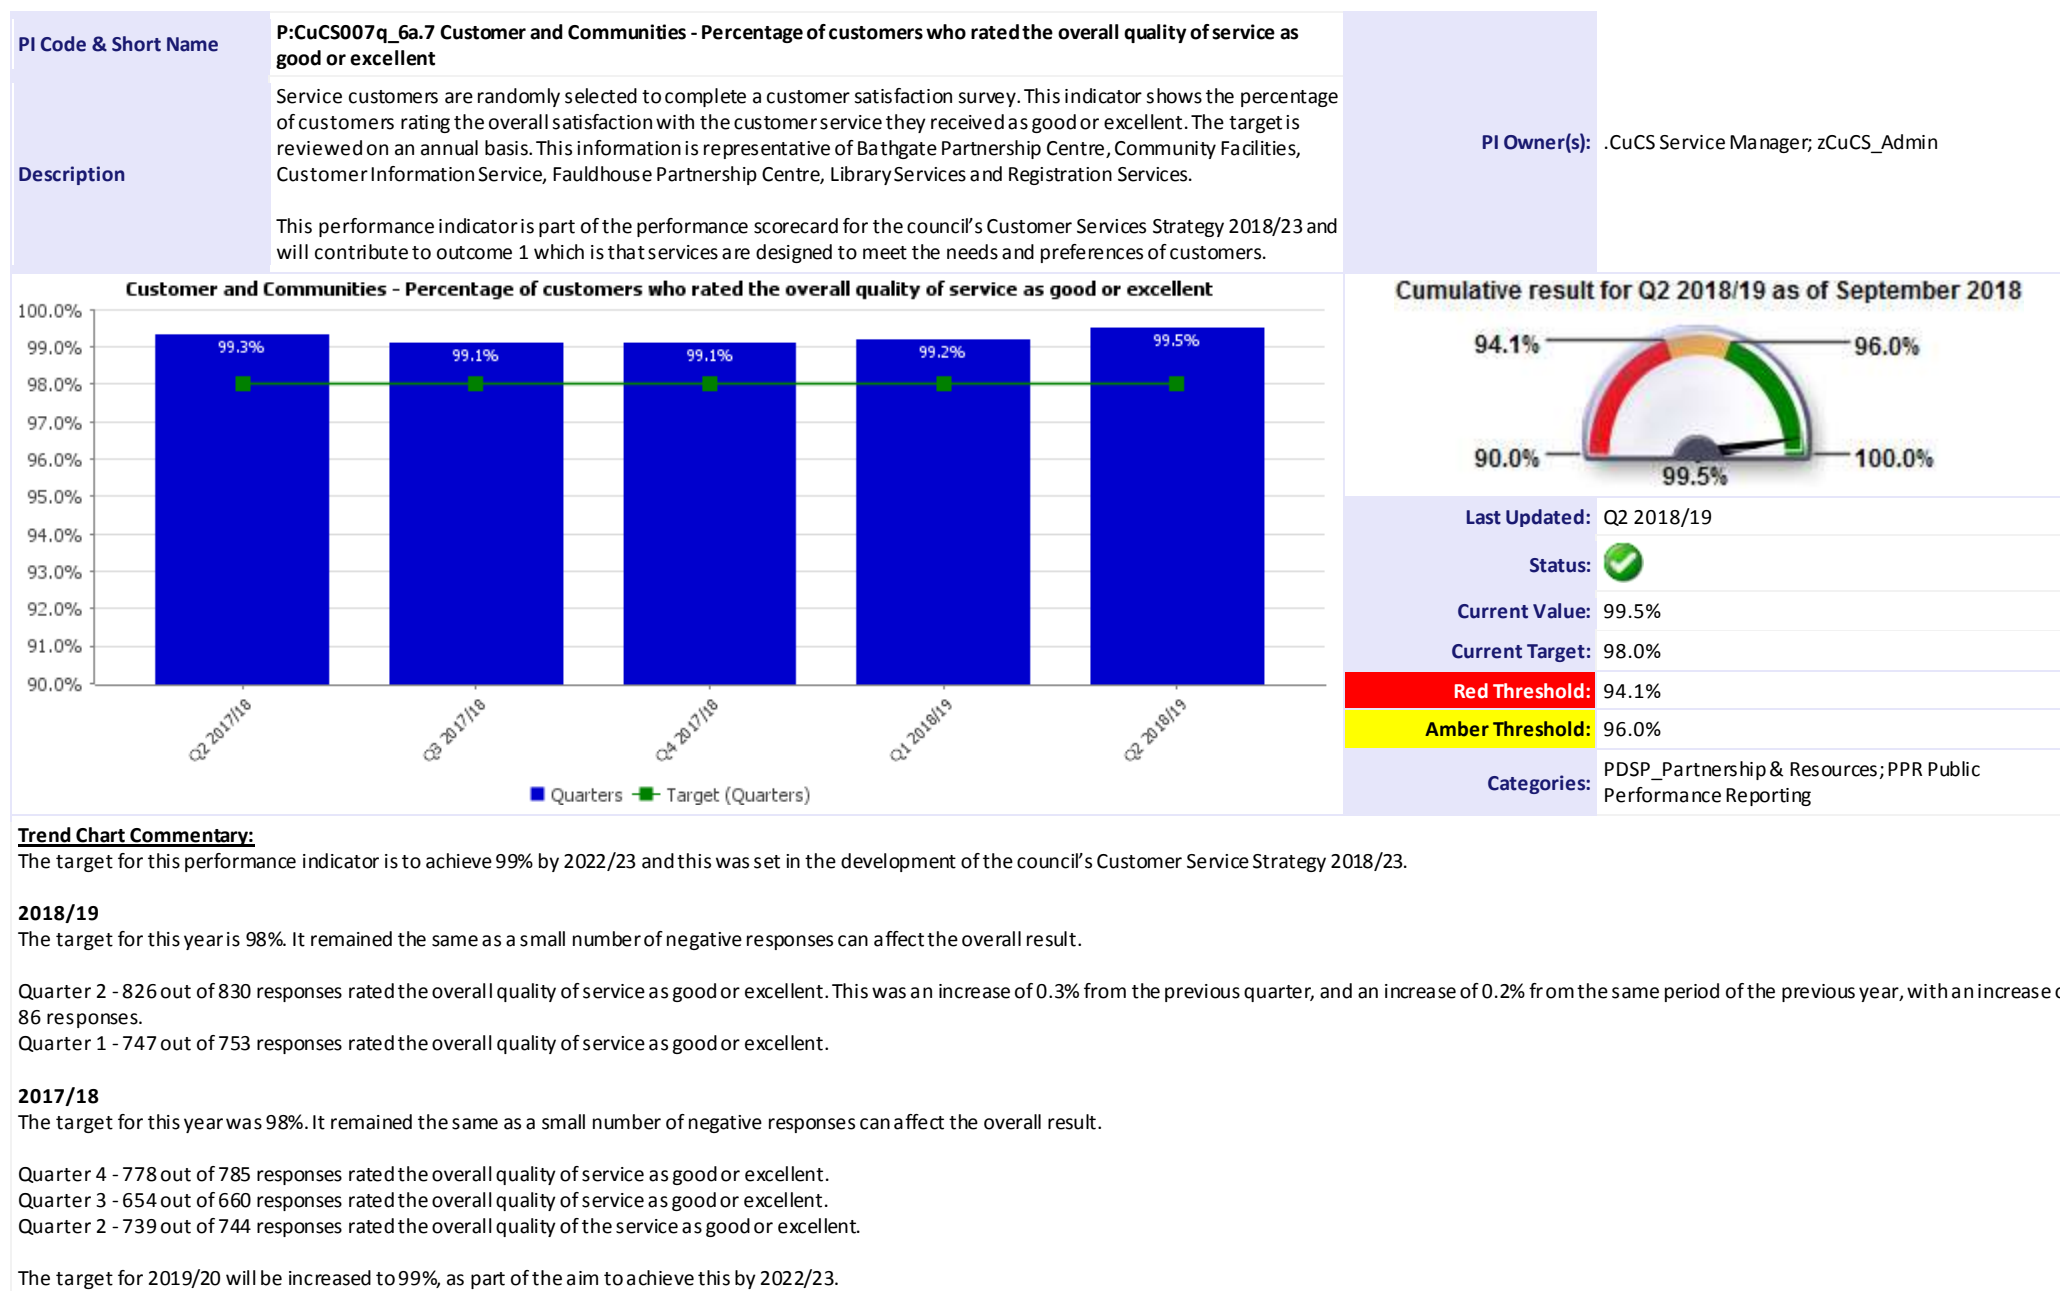 PI Code & Short Name
P:CuCS007q_6a.7 Customer and Communities - Percentage of customers who rated the overall quality of service as
good or excellent
Description
Service customers are randomly selected to complete a customer satisfaction survey. This indicator shows the percentage
of customers rating the overall satisfaction with the customer service they received as good or excellent. The target is
reviewed on an annual basis. This information is representative of Bathgate Partnership Centre, Community Facilities,
Customer Information Service, Fauldhouse Partnership Centre, Library Services and Registration Services.
This performance indicator is part of the performance scorecard for the council's Customer Services Strategy 2018/23 and
will contribute to outcome 1 which is that services are designed to meet the needs and preferences of customers.
PI Owner(s): .CuCS Service Manager; zCuCS_Admin
Customer and Communities - Percentage of customers who rated the overall quality of service as good or excellent
100.0%
99.0%
98.0%
97.0%
96.0%
95.0%
94.0%
93.0%
92.0%
91.0%
90.0%
99.3%
99.1%
99.1%
99.2%
99.5%
Q2 2017/18
Q3 2017/18
Q4 2017/18
Q1 2018/19
Q2 2018/19
Quarters Target (Quarters)
Cumulative result for Q2 2018/19 as of September 2018
94.1% 96.0%
90.0% 100.0%
99.5%
Last Updated: Q2 2018/19
Status:
Current Value: 99.5%
Current Target: 98.0%
Red Threshold: 94.1%
Amber Threshold: 96.0%
Categories: PDSP_Partnership & Resources; PPR Public
Performance Reporting
Trend Chart Commentary:
The target for this performance indicator is to achieve 99% by 2022/23 and this was set in the development of the council's Customer Service Strategy 2018/23.
2018/19
The target for this year is 98%. It remained the same as a small number of negative responses can affect the overall result.
Quarter 2 - 826 out of 830 responses rated the overall quality of service as good or excellent. This was an increase of 0.3% from the previous quarter, and an increase of 0.2% from the same period of the previous year, with an increase
86 responses.
Quarter 1 - 747 out of 753 responses rated the overall quality of service as good or excellent.
2017/18
The target for this year was 98%. It remained the same as a small number of negative responses can affect the overall result.
Quarter 4 - 778 out of 785 responses rated the overall quality of service as good or excellent.
Quarter 3 - 654 out of 660 responses rated the overall quality of service as good or excellent.
Quarter 2 - 739 out of 744 responses rated the overall quality of the service as good or excellent.
The target for 2019/20 will be increased to 99%, as part of the aim to achieve this by 2022/23.